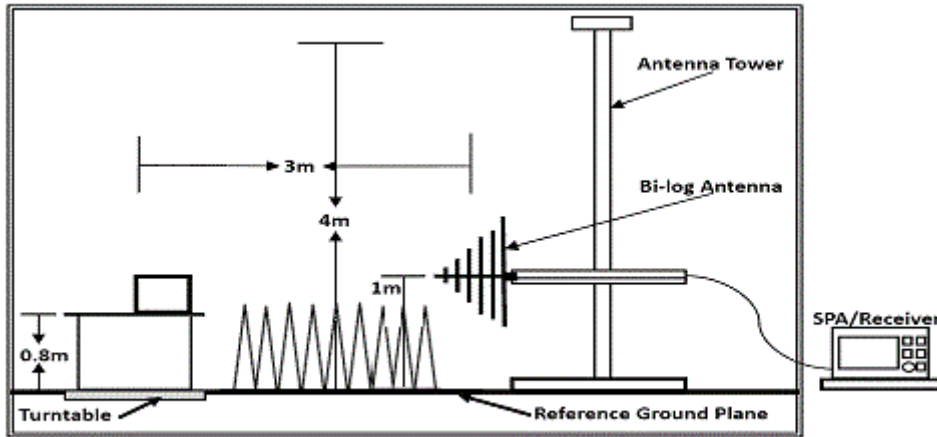 Antenna Tower
3m
Bi-log Antenna
4m
1m
SPA/Receiver
0.8m
Turntable
Reference Ground Plane